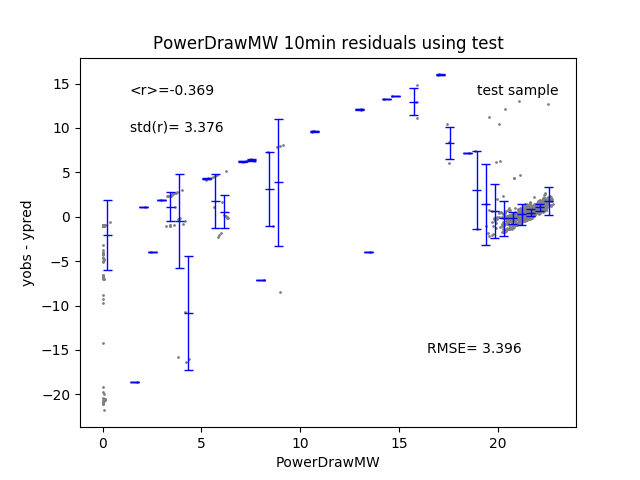 PowerDrawMW 10min residuals using test
<r>=-0.369
test sample
std(r)= 3.376
RMSE= 3.396
yobs - ypred
15
10
5
0
−5
−10
−15
−20
0
5
10
15
20
PowerDrawMW